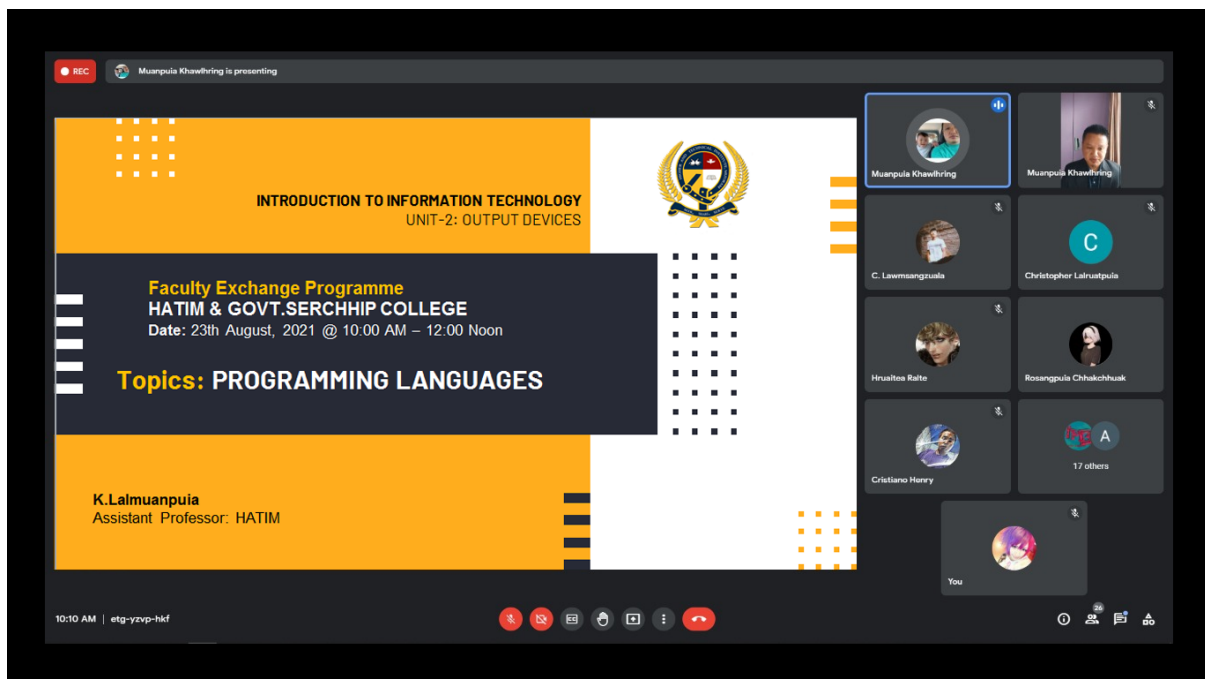 REC
Muanpuia Khawlhring is presenting
INTRODUCTION TO INFORMATION TECHNOLOGY
UNIT-2: OUTPUT DEVICES
Faculty Exchange Programme
HATIM & GOVT.SERCHHIP COLLEGE
Date: 23th August, 2021 @ 10:00 AM – 12:00 Noon
Topics: PROGRAMMING LANGUAGES
K.Lalmuanpuia
Assistant Professor: HATIM
Muanpuia Khawlhring
Muanpuia Khawlhring
C. Lawmsangzuala
C
Christopher Lalruatpuia
Hruaitea Ralte
Rosangpuia Chhakchhuak
Cristiano Henry
A
17 others
You
10:10 AM | etg-yzvp-hkf
26